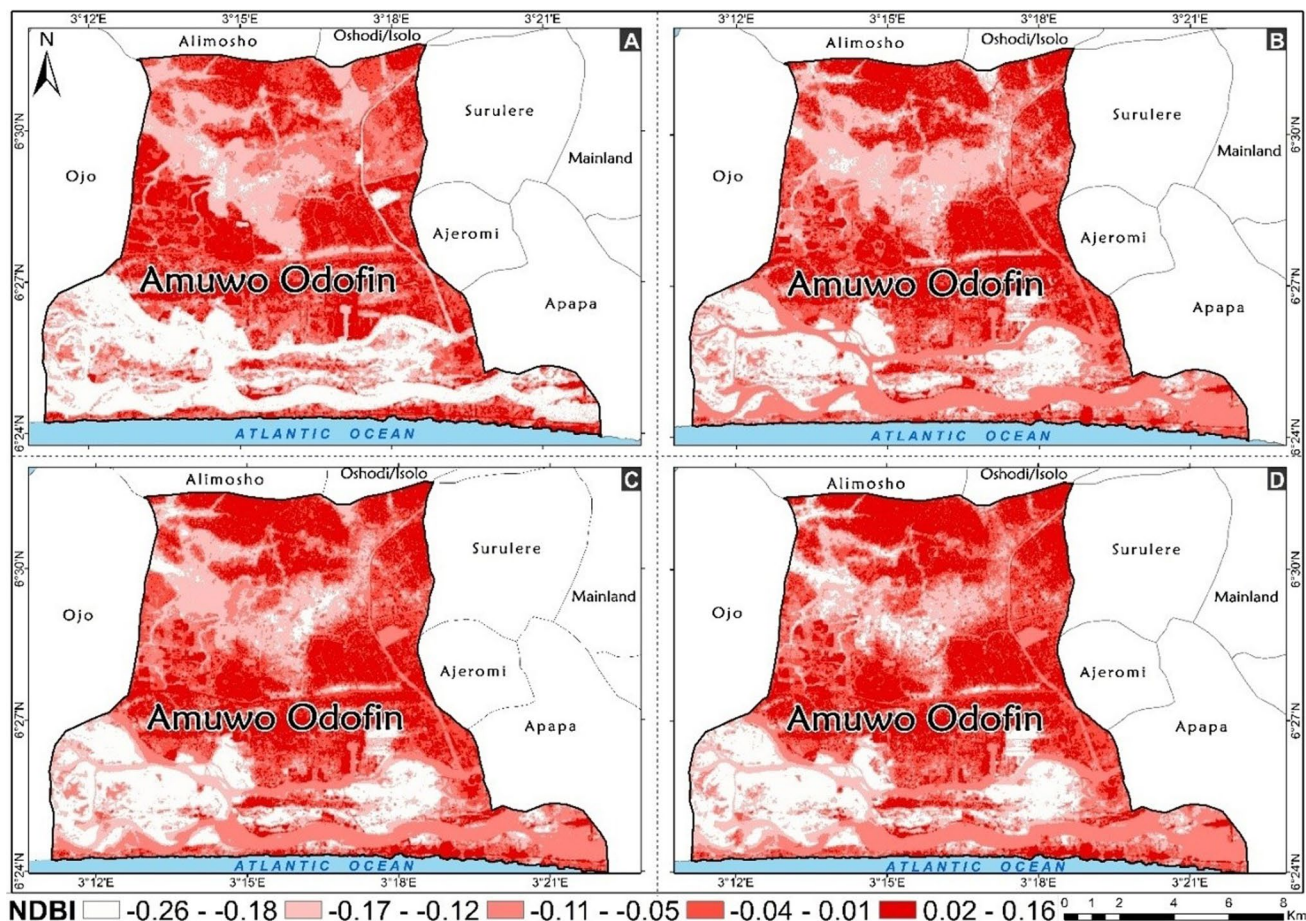 3°12'E 3°15'E 3°18'E 3°21'E
3°12'E 3°15'E 3°18'E 3°21'E
N
Alimosho
Oshodi/Isolo
A
Surulere
Mainland
6°30'N
Ojo
Ajeromi
6°27'N
Amuwo Odofin
Apapa
6°24'N
ATLANTIC OCEAN
Alimosho
Oshodi/Isolo
B
Surulere
Mainland
6°30'N
Ojo
Ajeromi
6°27'N
Amuwo Odofin
Apapa
6°24'N
ATLANTIC OCEAN
Alimosho
Oshodi/Isolo
C
Surulere
6°30'N
Mainland
Ojo
Ajeromi
6°27'N
Amuwo Odofin
Apapa
6°24'N
ATLANTIC OCEAN
Alimosho
Oshodi/Isolo
D
Surulere
6°30'N
Mainland
Ojo
Ajeromi
6°27'N
Amuwo Odofin
Apapa
6°24'N
ATLANTIC OCEAN
3°12'E 3°15'E 3°18'E 3°21'E
3°12'E 3°15'E 3°18'E 3°21'E
NDBI -0.26 - -0.18 -0.17 - -0.12 -0.11 - -0.05 -0.04 - 0.01 0.02 - 0.16
0 1 2 4 6 8
Km